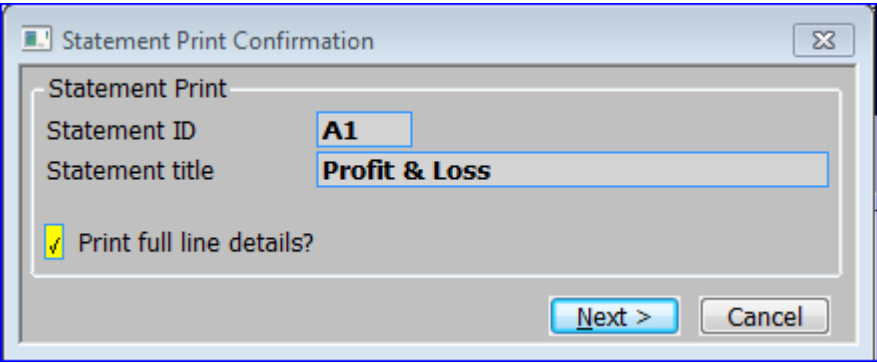 Statement Print Confirmation
Statement Print
Statement ID A1
Statement title Profit & Loss
Print full line details?
Next > Cancel